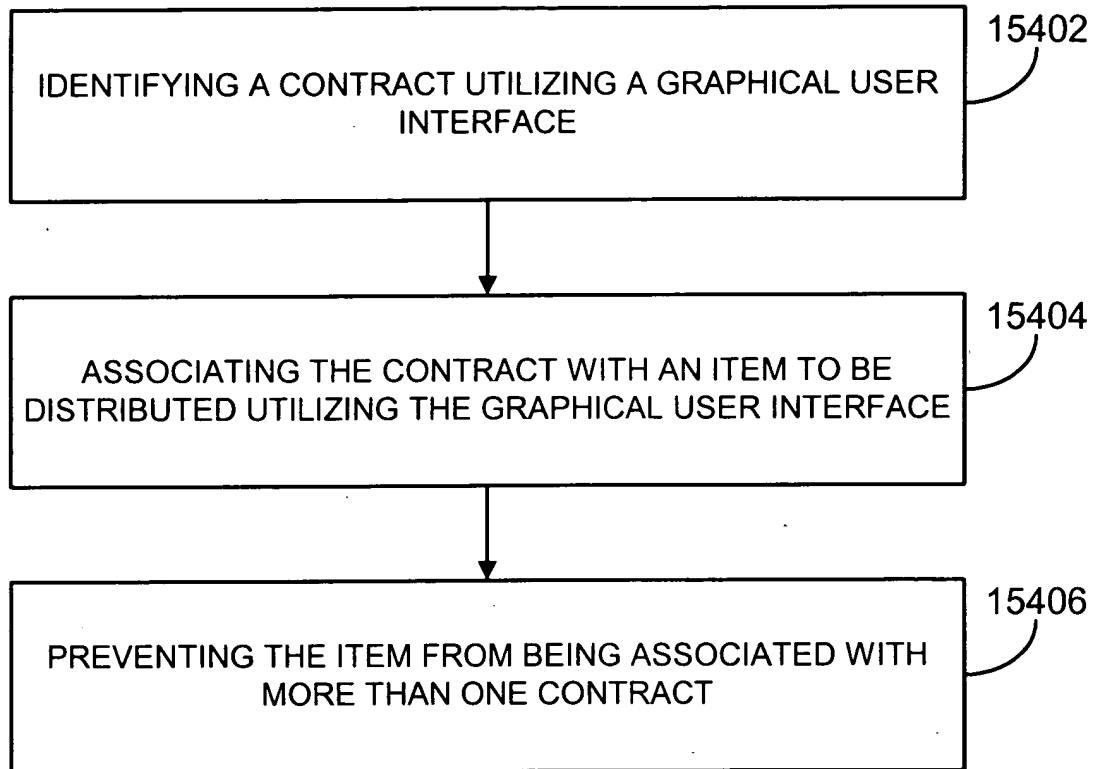 15402
IDENTIFYING A CONTRACT UTILIZING A GRAPHICAL USER
INTERFACE
15404
ASSOCIATING THE CONTRACT WITH AN ITEM TO BE
DISTRIBUTED UTILIZING THE GRAPHICAL USER INTERFACE
15406
PREVENTING THE ITEM FROM BEING ASSOCIATED WITH
MORE THAN ONE CONTRACT